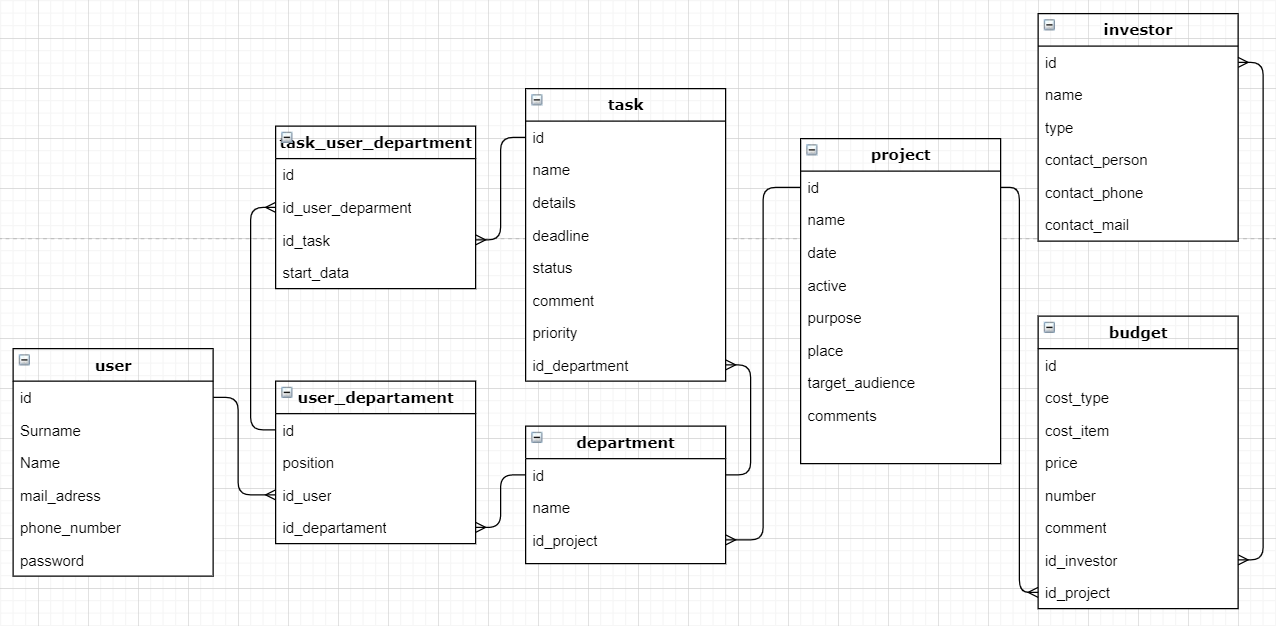 investor
id
name
type
contact_person
contact_phone
contact_mail
task
id
name
details
deadline
status
comment
priority
id_department
task_user_department
id
id_user_deparment
id_task
start_data
project
id
name
date
active
purpose
place
target_audience
comments
budget
id
cost_type
cost_item
price
number
comment
id_investor
id_project
user
id
Surname
Name
mail_adress
phone_number
password
user_departament
id
position
id_user
id_departament
department
id
name
id_project